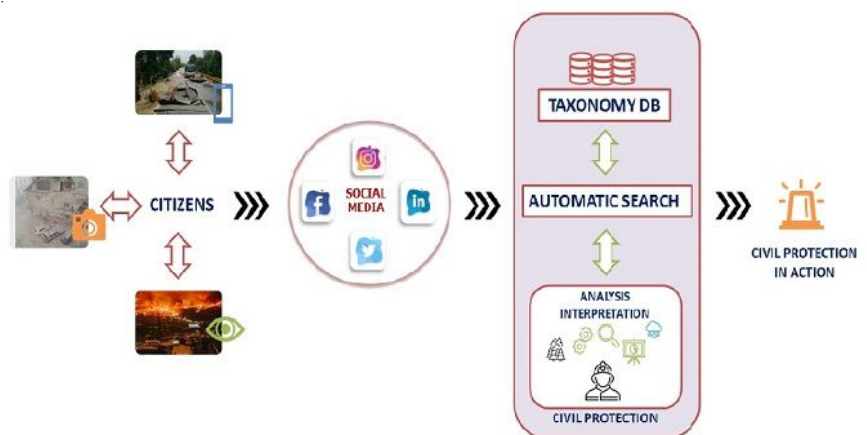 CITIZENS
SOCIAL
MEDIA
TAXONOMY DB
AUTOMATIC SEARCH
ANALYSIS
INTERPRETATION
CIVIL PROTECTION
CIVIL PROTECTION
IN ACTION